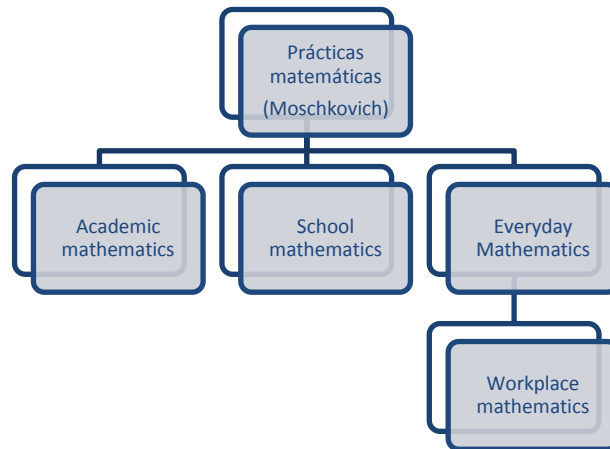 Prácticas
matemáticas
(Moschkovich)
Academic
mathematics
School
mathematics
Everyday
Mathematics
Workplace
mathematics